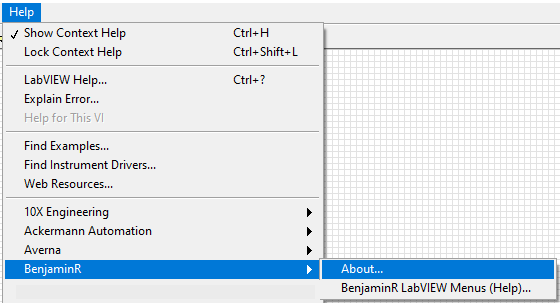 Help
Show Context Help Ctrl+H
Lock Context Help Ctrl+Shift+L
LabVIEW Help... Ctrl+?
Explain Error...
Help for This VI
Find Examples...
Find Instrument Drivers...
Web Resources...
10X Engineering
Ackermann Automation
Averna
BenjaminR About...
BenjaminR LabVIEW Menus (Help)...